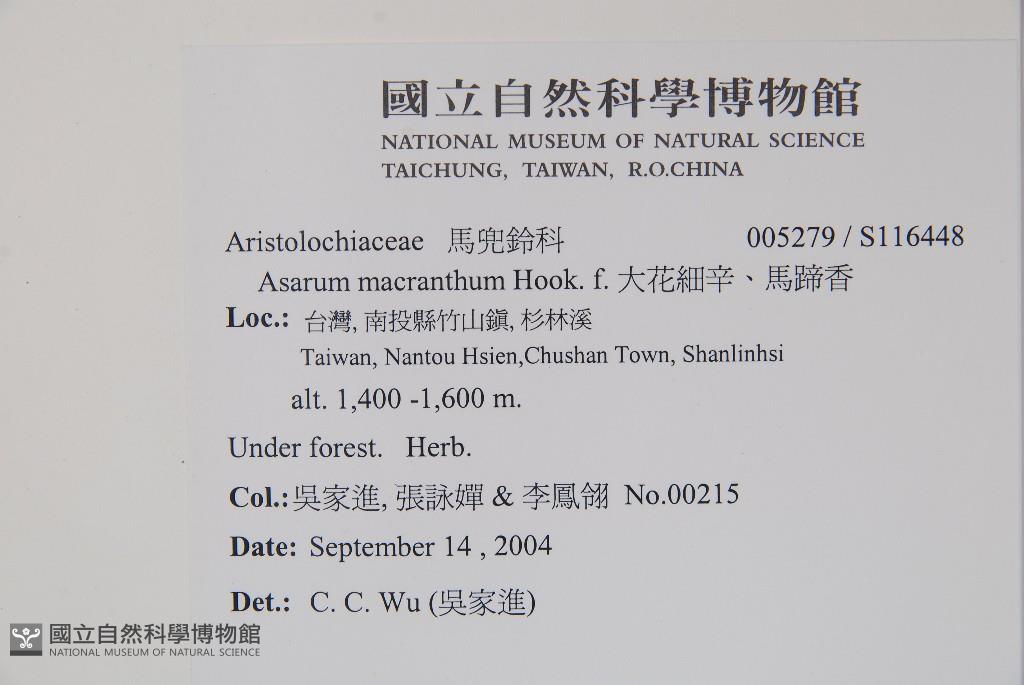 國立自然科學博物館
NATIONAL MUSEUM OF NATURAL SCIENCE
TAICHUNG, TAIWAN, R.O.CHINA
Aristolochiaceae 馬兜鈴科 005279 / S116448
Asarum macranthum Hook. f. 大花細辛、馬蹄香
Loc.: 台灣, 南投縣竹山鎮, 杉林溪
Taiwan, Nantou Hsien,Chushan Town, Shanlinhsi
alt. 1,400 -1,600 m.
Under forest. Herb.
Col.:吳家進, 張詠嬋 & 李鳳翎 No.00215
Date: September 14 , 2004
Det.: C. C. Wu (吳家進)
國立自然科學博物館
NATIONAL MUSEUM OF NATURAL SCIENCE